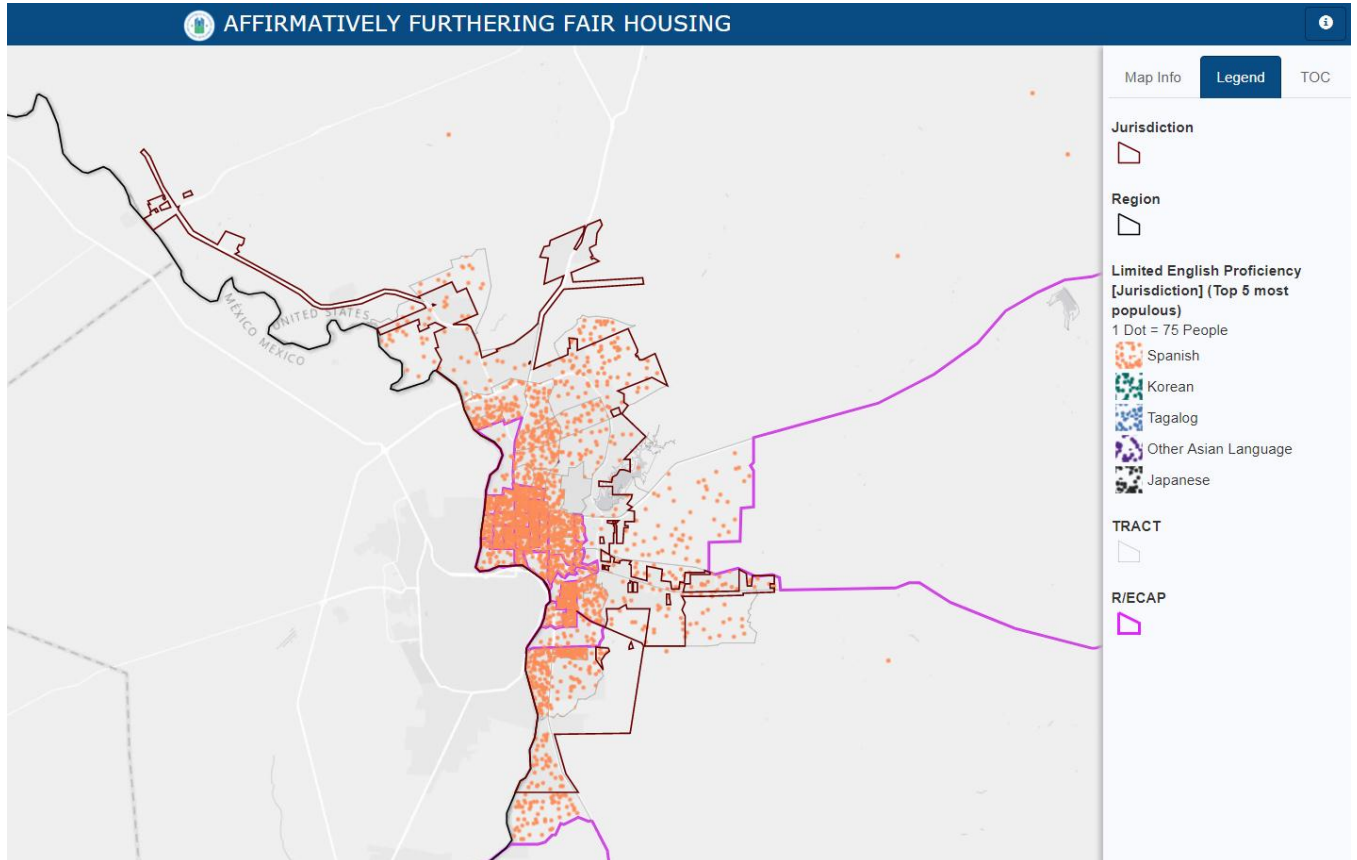 AFFIRMATIVELY FURTHERING FAIR HOUSING
Map Info Legend TOC
Jurisdiction
Region
Limited English Proficiency
[Jurisdiction] (Top 5 most
populous)
1 Dot = 75 People
Spanish
Korean
Tagalog
Other Asian Language
Japanese
TRACT
R/ECAP
UNITED STATES
MÉXICO MEXICO